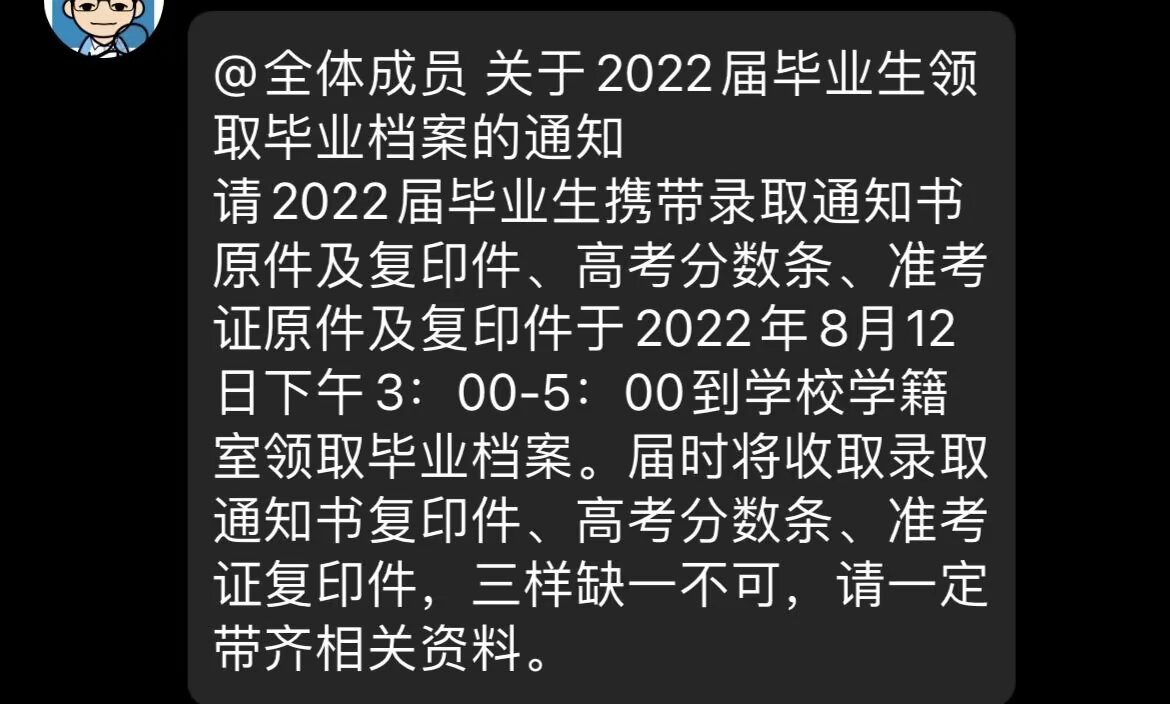 @全体成员 关于2022届毕业生领
取毕业档案的通知
请2022届毕业生携带录取通知书
原件及复印件、高考分数条、准考
证原件及复印件于2022年8月12
日下午3：00-5：00到学校学籍
室领取毕业档案。届时将收取录取
通知书复印件、高考分数条、准考
证复印件，三样缺一不可，请一定
带齐相关资料。